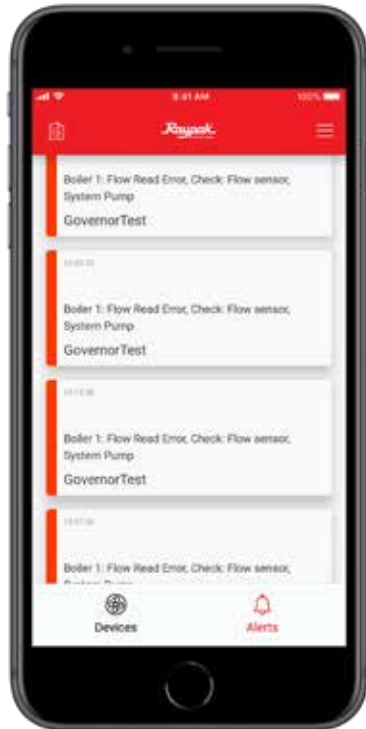 9:41 AM
100%
Raypak
Boiler 1: Flow Read Error, Check: Flow sensor,
System Pump
GovernorTest
Boiler 1: Flow Read Error, Check: Flow sensor,
System Pump
GovernorTest
Boiler 1: Flow Read Error, Check: Flow sensor,
System Pump
GovernorTest
Boiler 1: Flow Read Error, Check: Flow sensor,
System Pump
Devices
Alerts